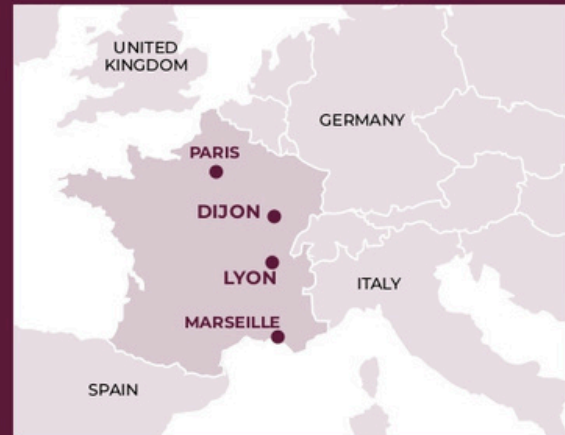 UNITED
KINGDOM
GERMANY
PARIS
DIJON
LYON
ITALY
MARSEILLE
SPAIN